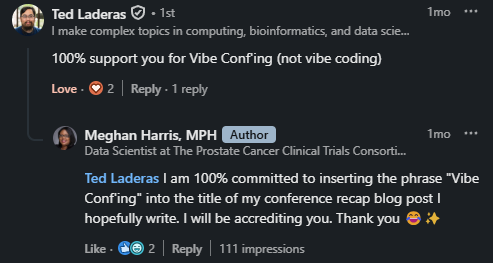 Ted Laderas · 1st
1mo ···
I make complex topics in computing, bioinformatics, and data scie...
100% support you for Vibe Conf'ing (not vibe coding)
Love · 2 | Reply · 1 reply
Meghan Harris, MPH Author
1mo ···
Data Scientist at The Prostate Cancer Clinical Trials Consorti...
Ted Laderas I am 100% committed to inserting the phrase "Vibe
Conf'ing" into the title of my conference recap blog post I
hopefully write. I will be accrediting you. Thank you 😂 ✨
Like · 2 | Reply | 111 impressions